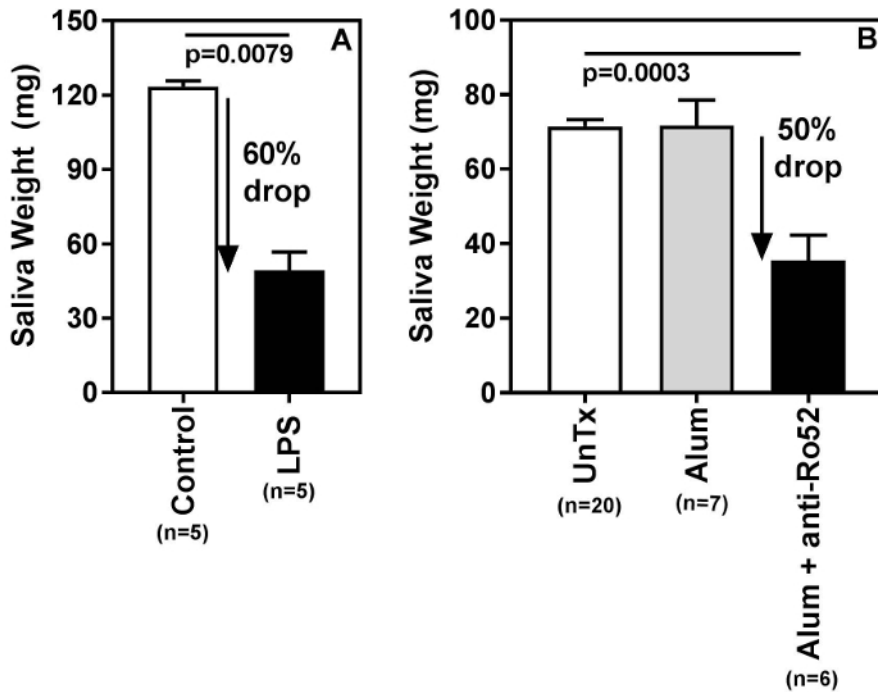 A
p=0.0079
Saliva Weight (mg)
150
120
90
60
30
0
60%
drop
Control
(n=5)
LPS
(n=5)
B
p=0.0003
Saliva Weight (mg)
100
80
60
40
20
0
50%
drop
UnTx
(n=20)
Alum
(n=7)
Alum + anti-Ro52
(n=6)